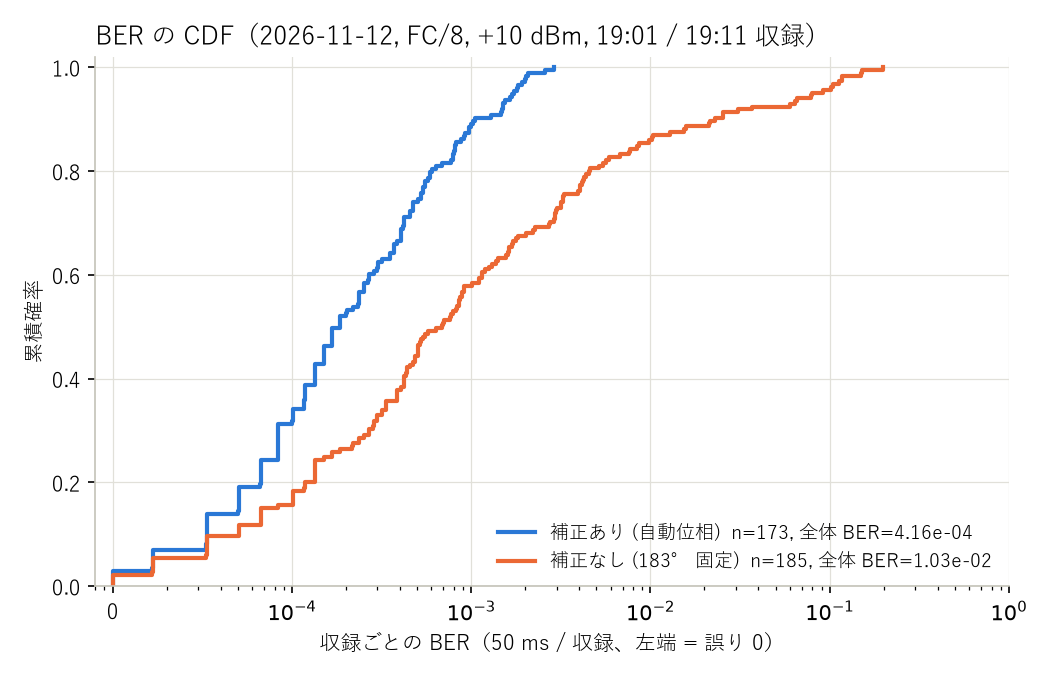 BER の CDF（2026-11-12, FC/8, +10 dBm, 19:01 / 19:11 収録）
累積確率
1.0
0.8
0.6
0.4
0.2
0.0
補正あり (自動位相) n=173, 全体 BER=4.16e-04
補正なし (183° 固定) n=185, 全体 BER=1.03e-02
0 10⁻⁴ 10⁻³ 10⁻² 10⁻¹ 10⁰
収録ごとの BER（50 ms / 収録、左端 = 誤り 0）